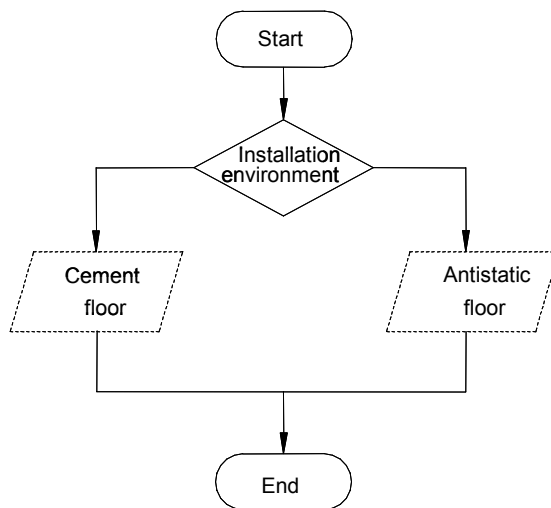 Start
Installation
environment
Cement
floor
Antistatic
floor
End